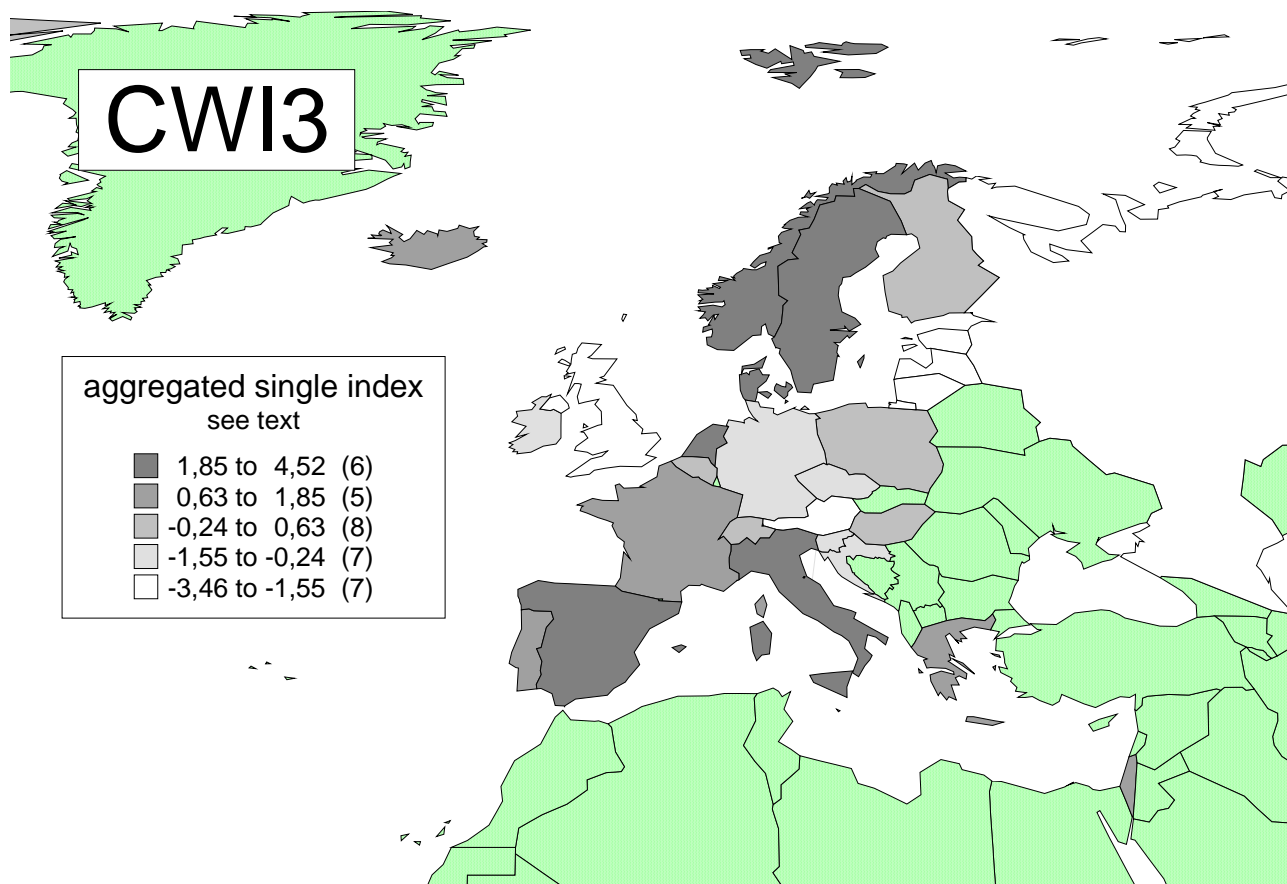 CWI3
aggregated single index
see text
1,85 to 4,52 (6)
0,63 to 1,85 (5)
-0,24 to 0,63 (8)
-1,55 to -0,24 (7)
-3,46 to -1,55 (7)